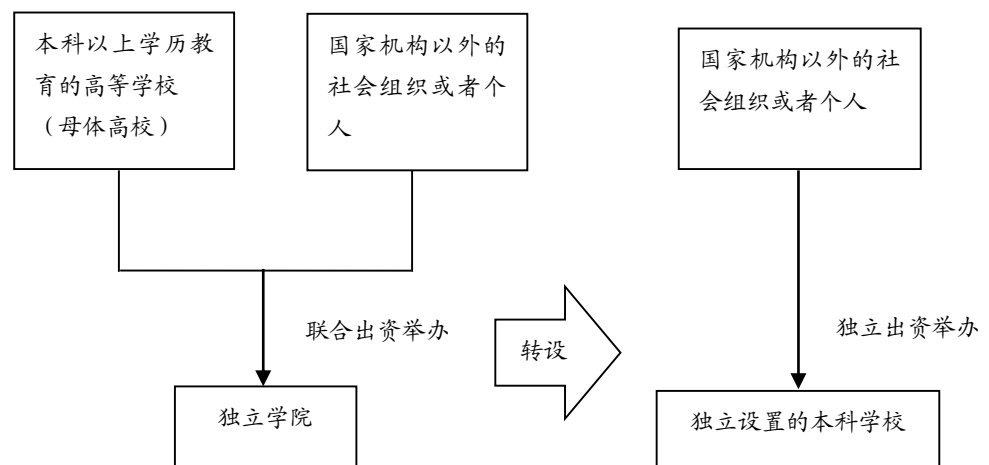 本科以上学历教
育的高等学校
（母体高校）
国家机构以外的
社会组织或者个
人
国家机构以外的社
会组织或者个人
联合出资举办
转设
独立出资举办
独立学院
独立设置的本科学校